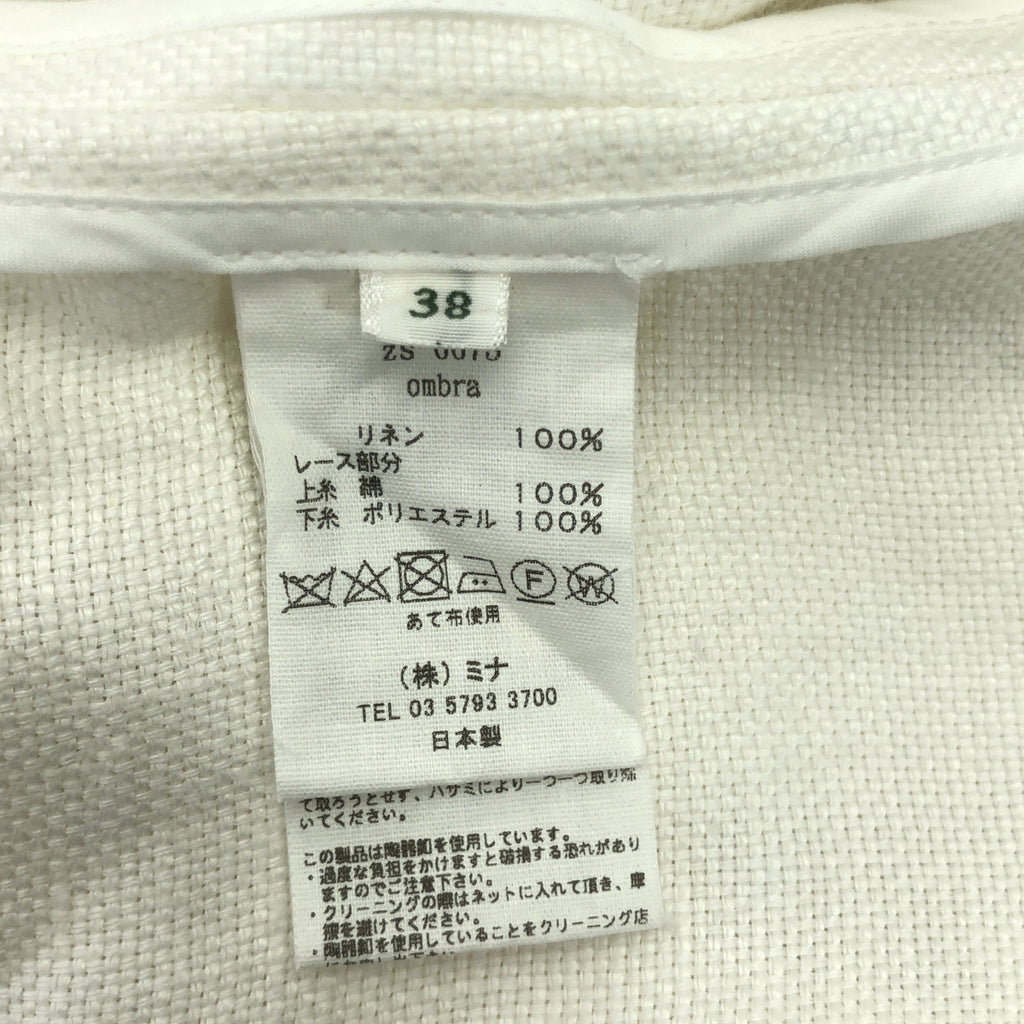 38
zs
ombra
リネン 100%
レース部分
上糸 綿 100%
下糸 ポリエステル 100%
F W
あて布使用
(株)ミナ
TEL 03 5793 3700
日本製
て取ろうとせず、ハサミにより一つ一つ取り除
いてください。
この製品は陶器釦を使用しています。
・過度な負担をかけますと破損する恐れがあり
ますのでご注意下さい。
・クリーニングの際はネットに入れて頂き、摩
擦を避けてください。
・陶器釦を使用していることをクリーニング店